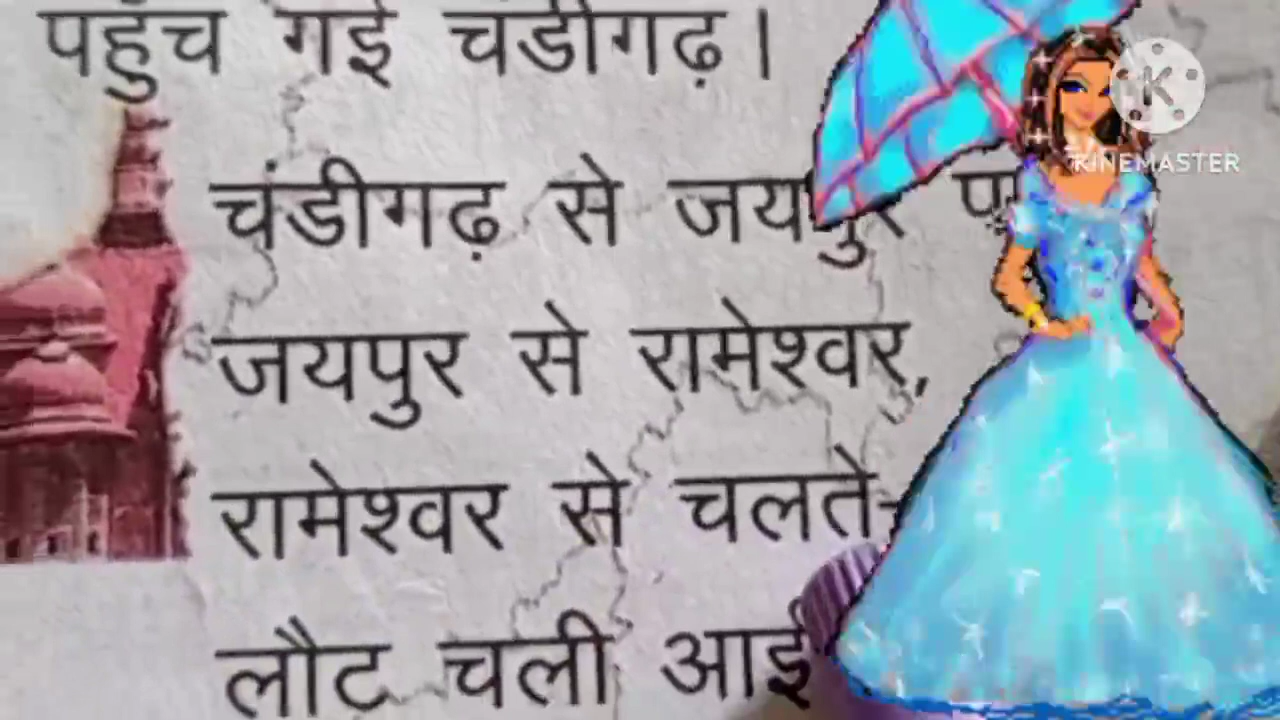 पहुँच गई चंडीगढ़।
चंडीगढ़ से जयपुर
जयपुर से रामेश्वर,
रामेश्वर से चलते-
लौट चली आई
KINEMASTER